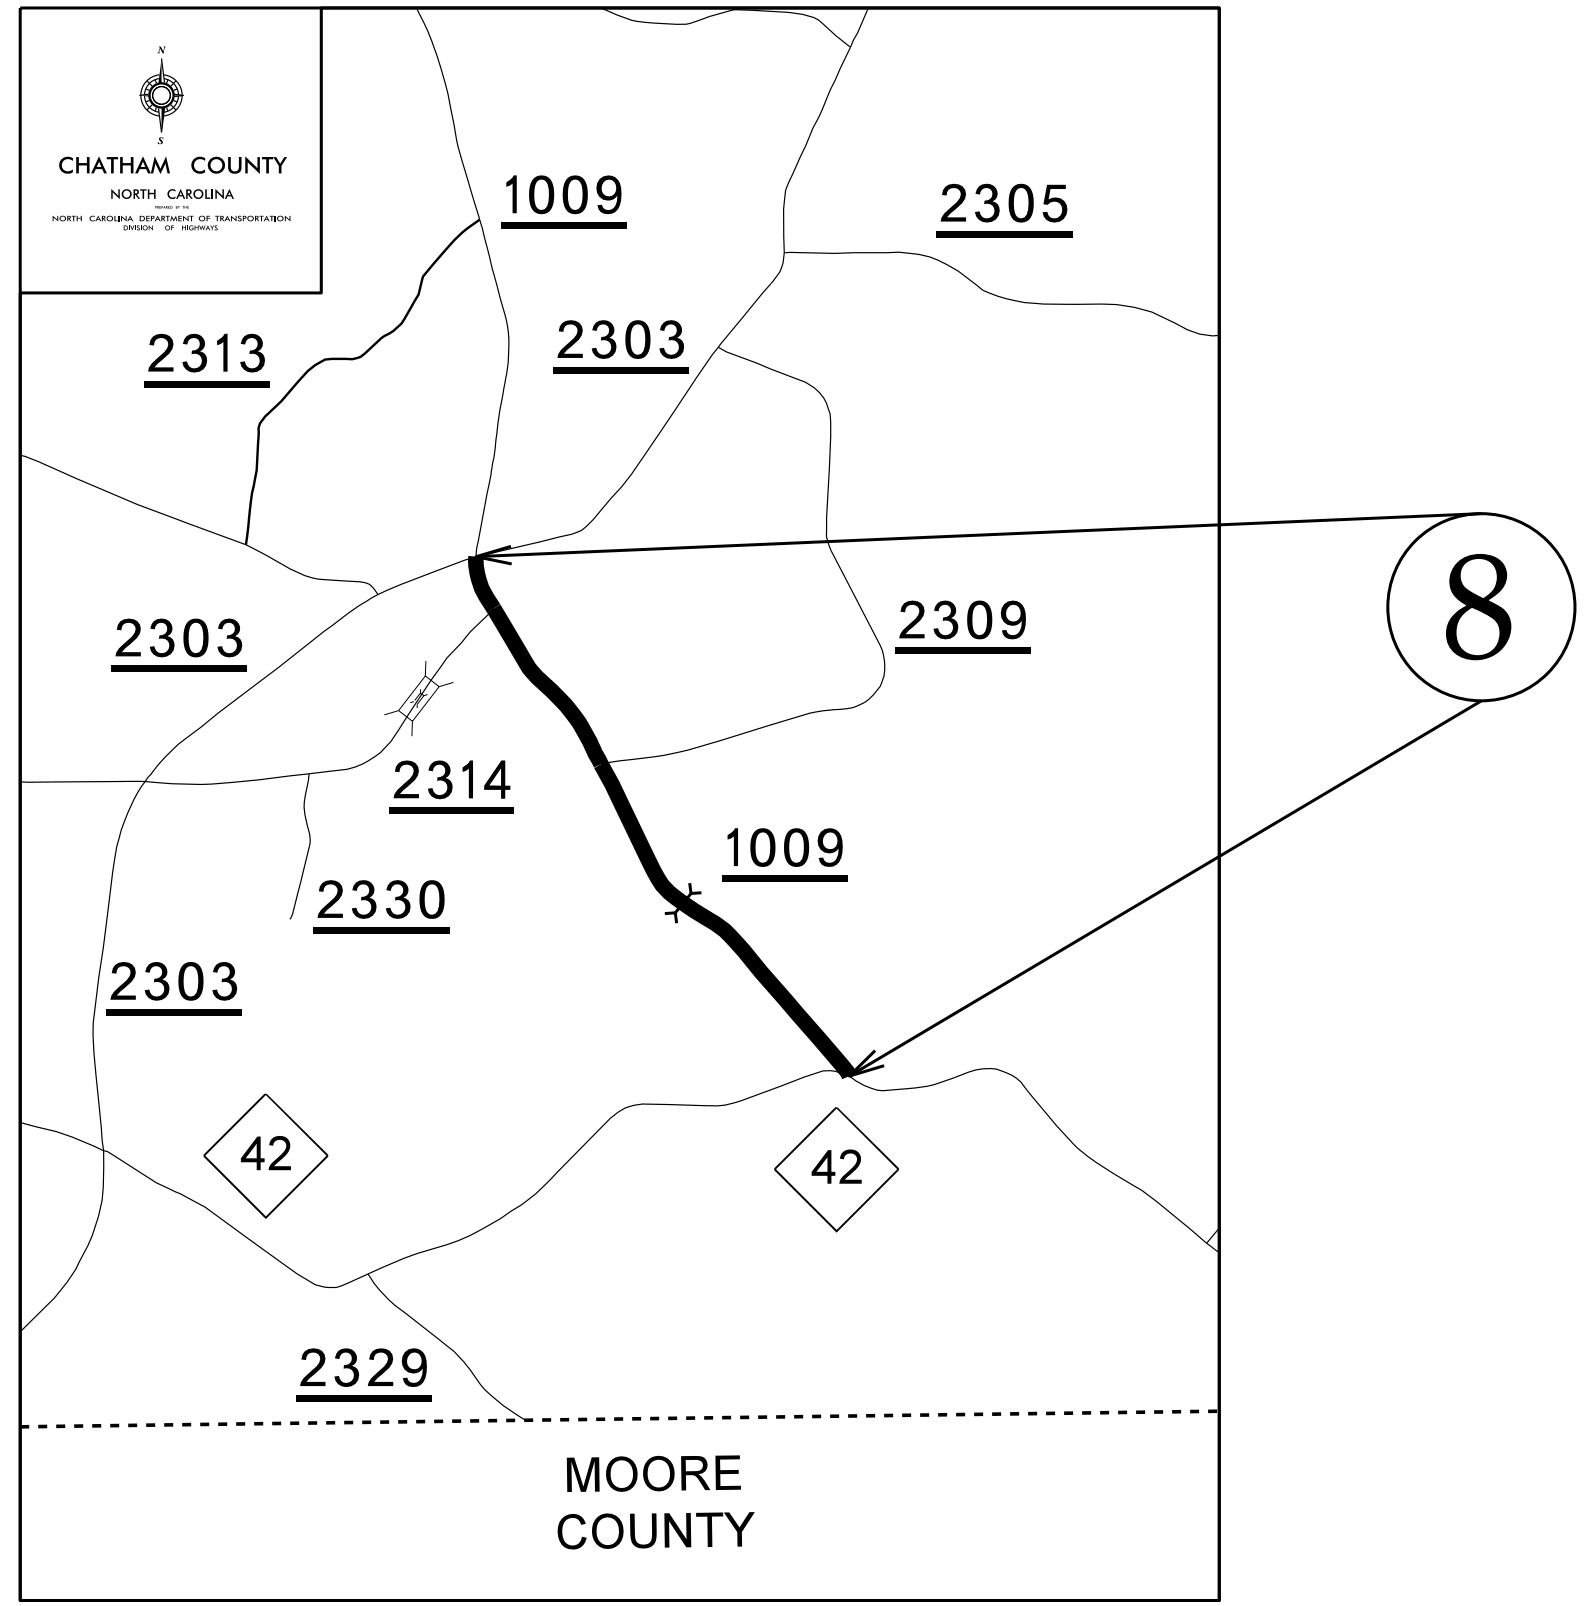 N
S
CHATHAM COUNTY
NORTH CAROLINA
PREPARED BY THE
NORTH CAROLINA DEPARTMENT OF TRANSPORTATION
DIVISION OF HIGHWAYS
1009
2305
2313
2303
8
2309
2303
2314
1009
2330
2303
42
42
2329
MOORE
COUNTY